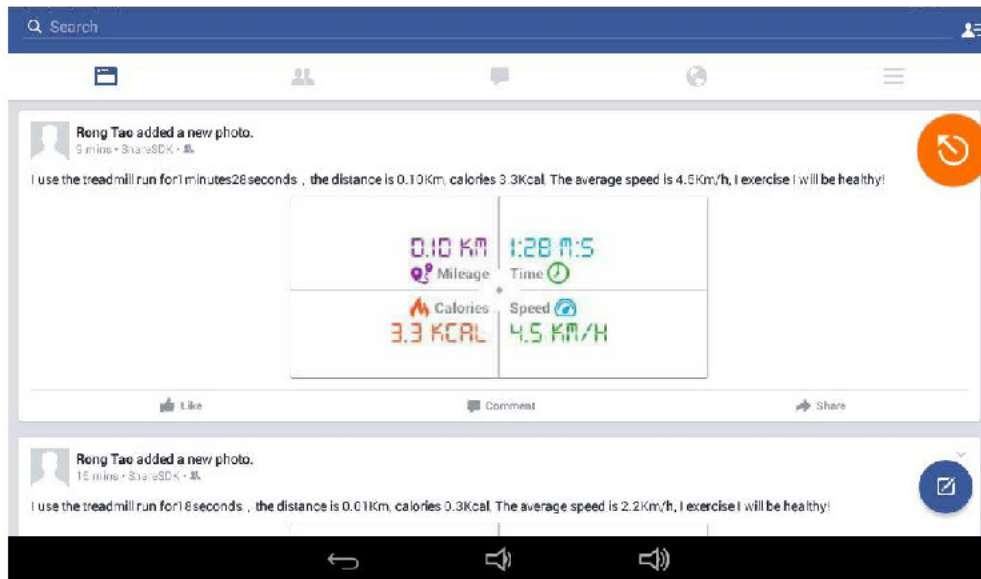 Search
Rong Tao added a new photo.
9 mins • ShareSDK •
I use the treadmill run for1minutes28seconds , the distance is 0.10Km, calories 3.3Kcal. The average speed is 4.5Km/h, I exercise I will be healthy!
0.10 KM 1:28 M:S
Mileage Time
Calories Speed
3.3 KCAL 4.5 KM/H
Like Comment Share
Rong Tao added a new photo.
15 mins • ShareSDK •
I use the treadmill run for18seconds , the distance is 0.01Km, calories 0.3Kcal. The average speed is 2.2Km/h, I exercise I will be healthy!